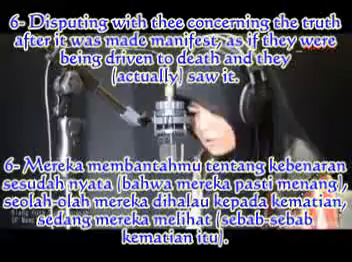 6- Disputing with thee concerning the truth
after it was made manifest, as if they were
being driven to death and they
(actually) saw it.
6- Mereka membantahmu tentang kebenaran
sesudah nyata (bahwa mereka pasti menang),
seolah-olah mereka dihalau kepada kematian,
sedang mereka melihat (sebab-sebab
kematian itu).